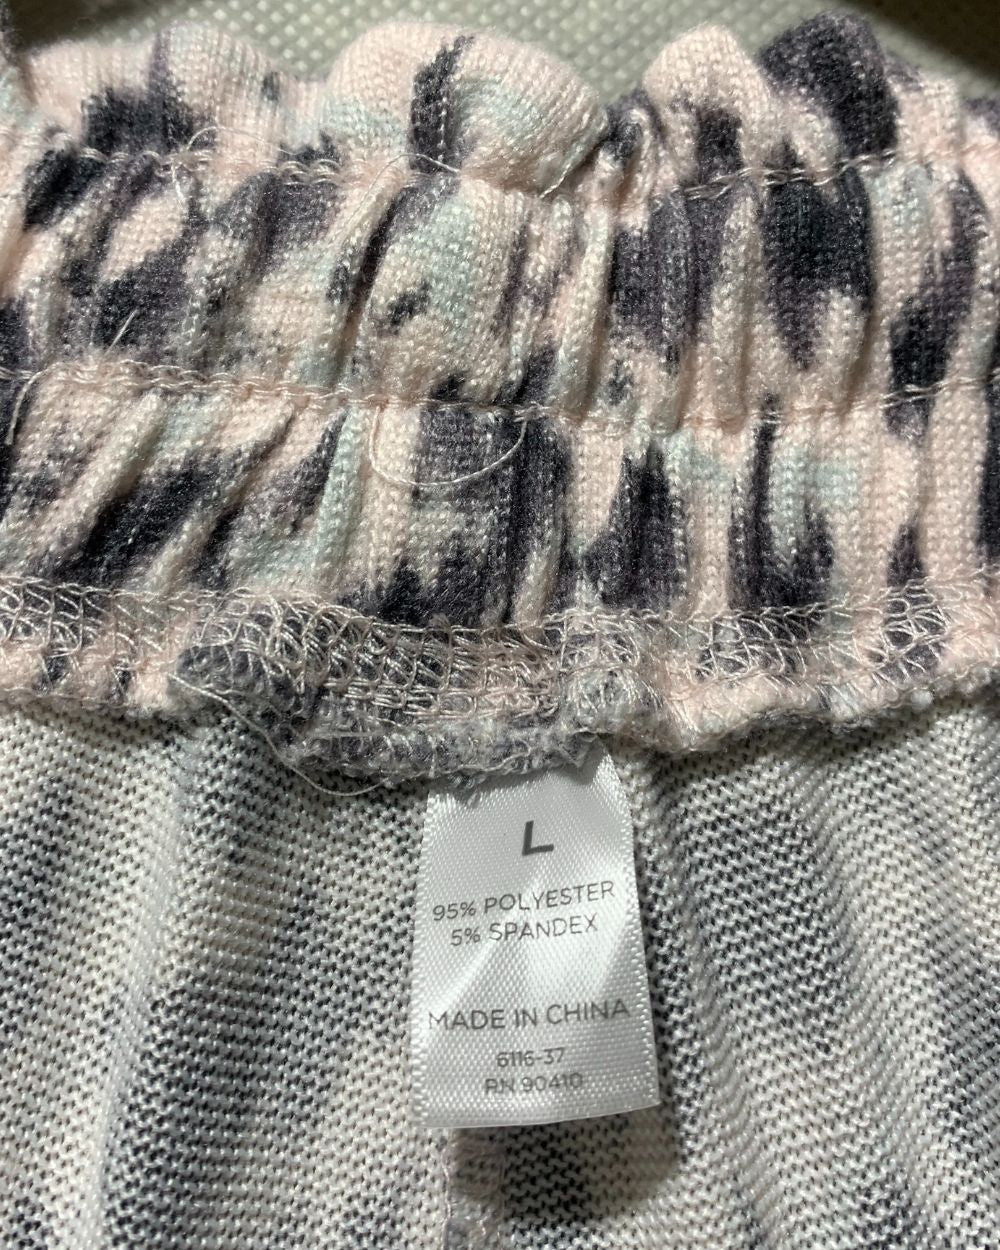 L
95% POLYESTER
5% SPANDEX
MADE IN CHINA
6116-37
RN 90410